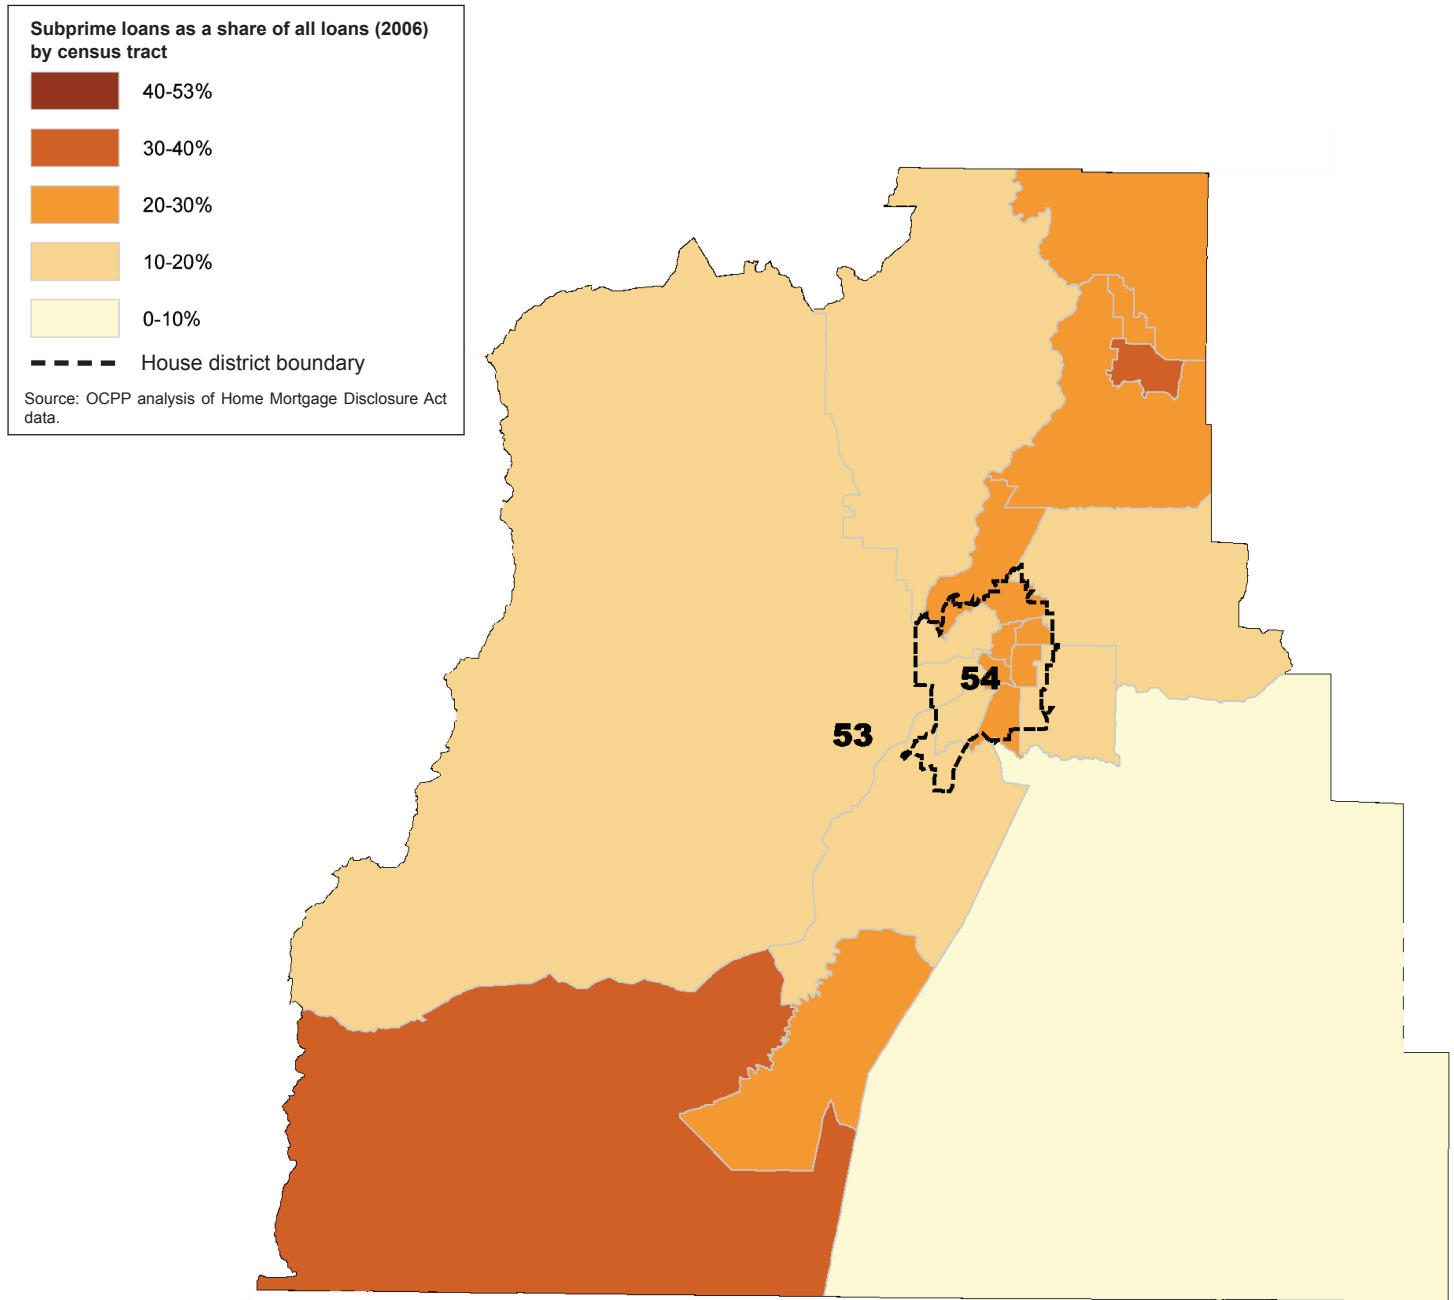 Subprime loans as a share of all loans (2006)
by census tract
40-53%
30-40%
20-30%
10-20%
0-10%
House district boundary
Source: OCPP analysis of Home Mortgage Disclosure Act
data.
54
53